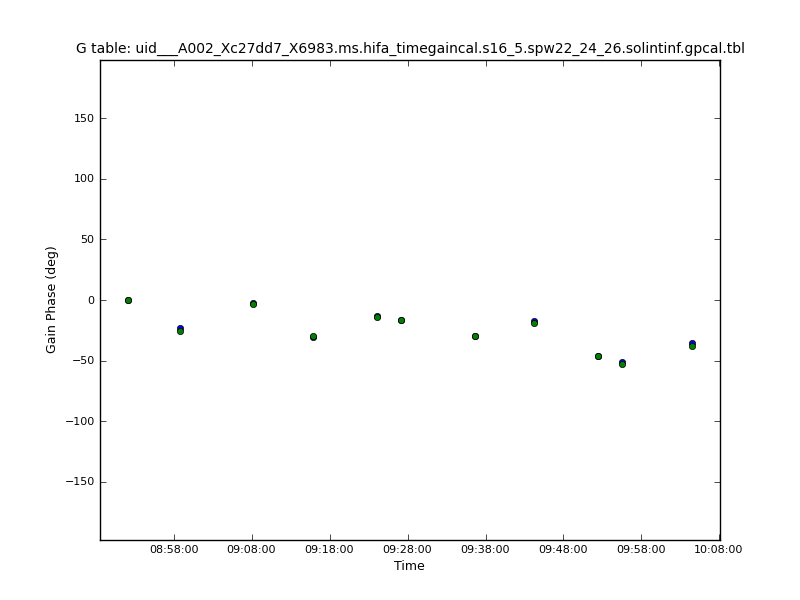 G table: uid___A002_Xc27dd7_X6983.ms.hifa_timegaincal.s16_5.spw22_24_26.solintinf.gpcal.tbl
150
100
50
0
−50
−100
−150
Gain Phase (deg)
08:58:00 09:08:00 09:18:00 09:28:00 09:38:00 09:48:00 09:58:00 10:08:00
Time